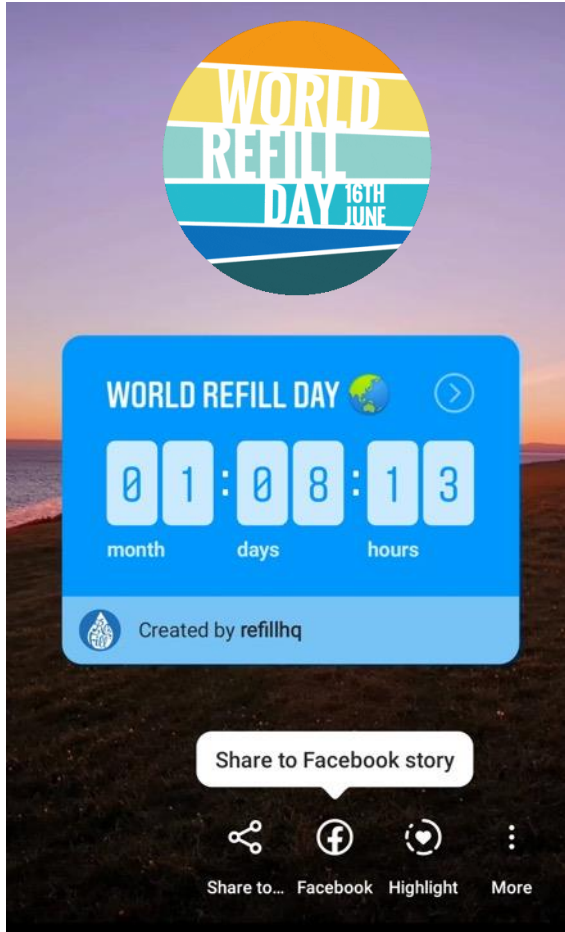 WORLD
REFILL
DAY 16TH
JUNE
WORLD REFILL DAY
01:08:13
month days hours
Created by refillhq
Share to Facebook story
Share to... Facebook Highlight More